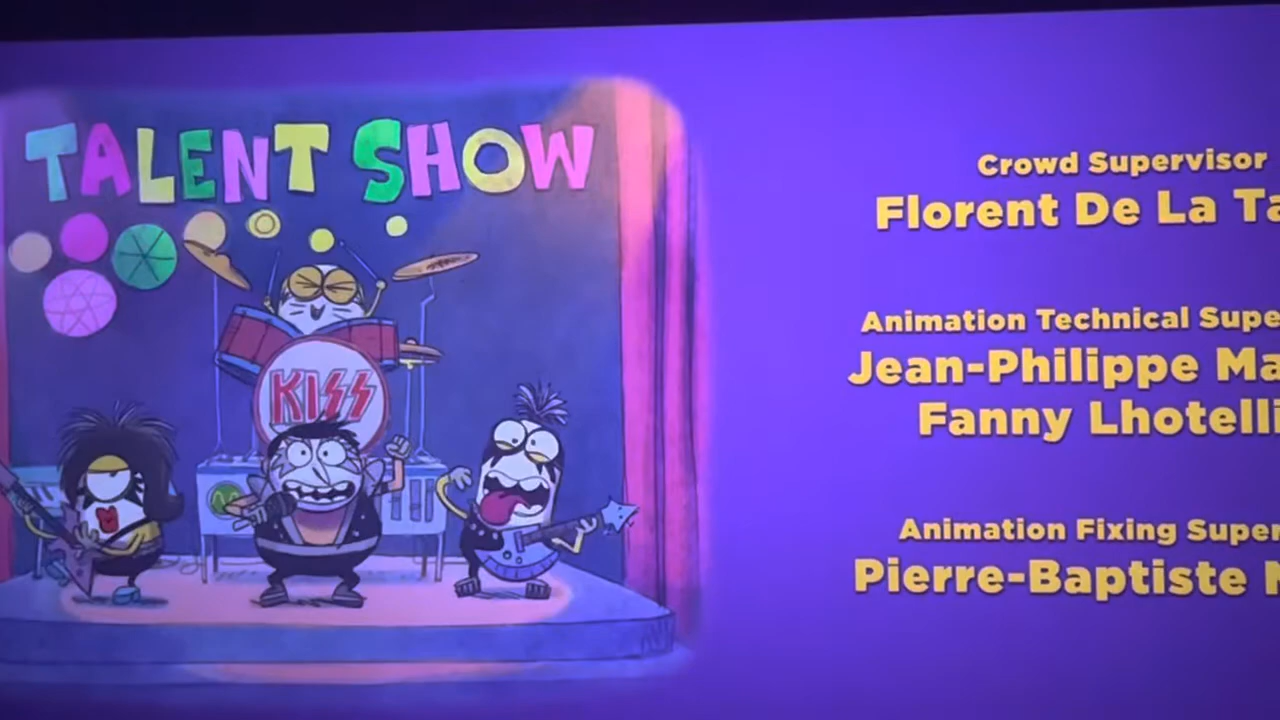 TALENT SHOW
KISS
Crowd Supervisor
Florent De La
Animation Technical
Jean-Philippe
Fanny
Animation Fixing
Pierre-Baptiste